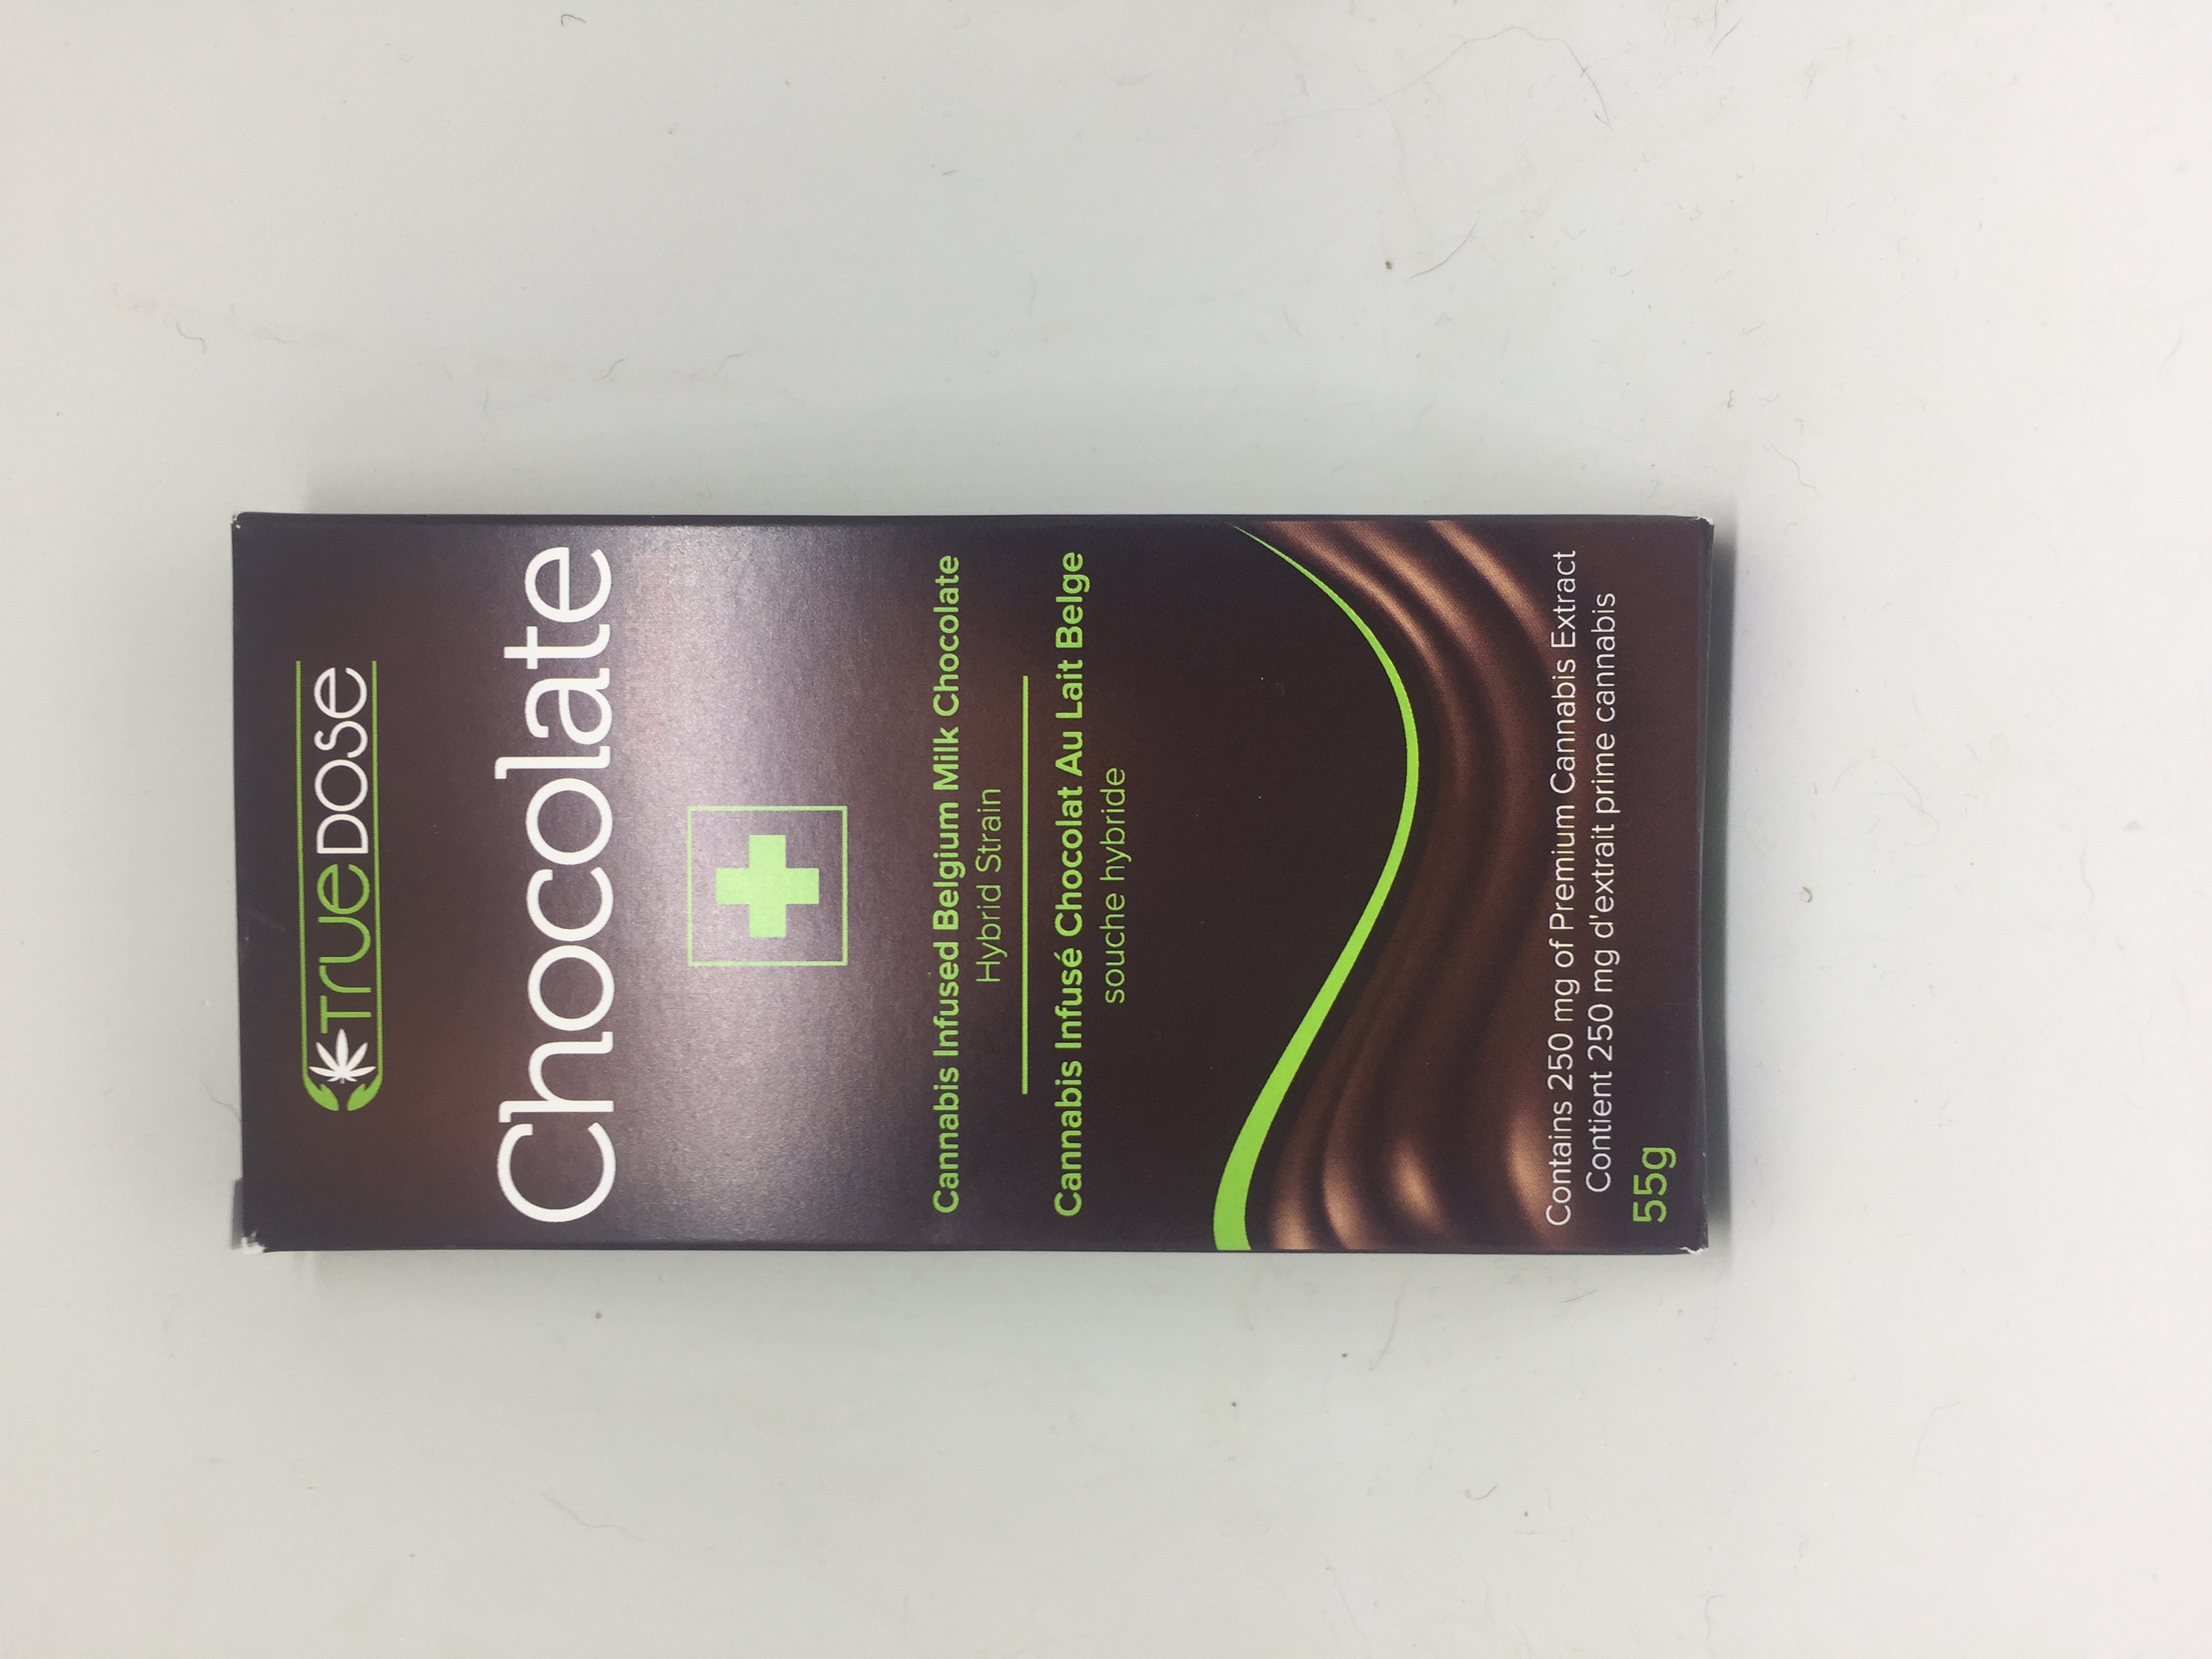 TrueDOSE
Chocolate
Cannabis Infused Belgium Milk Chocolate
Hybrid Strain
Cannabis Infusé Chocolat Au Lait Belge
souche hybride
Contains 250 mg of Premium Cannabis Extract
Contient 250 mg d'extrait prime cannabis
55g